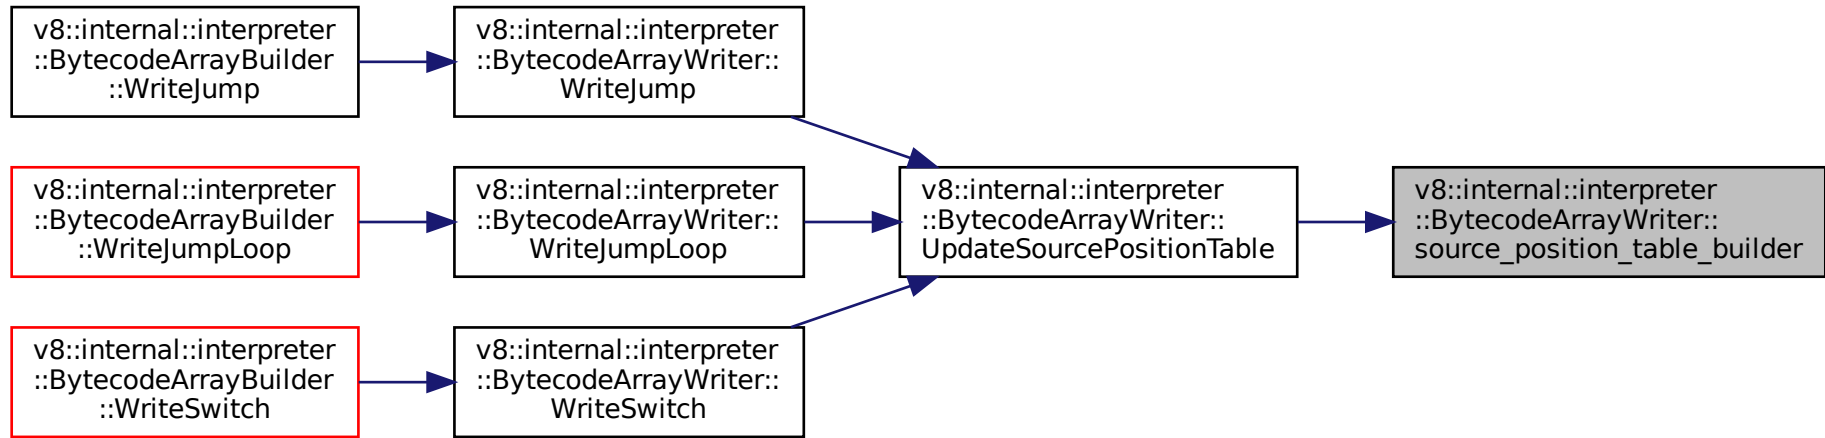 v8::internal::interpreter
::BytecodeArrayBuilder
::WriteJump
v8::internal::interpreter
::BytecodeArrayWriter::
WriteJump
v8::internal::interpreter
::BytecodeArrayBuilder
::WriteJumpLoop
v8::internal::interpreter
::BytecodeArrayWriter::
WriteJumpLoop
v8::internal::interpreter
::BytecodeArrayWriter::
UpdateSourcePositionTable
v8::internal::interpreter
::BytecodeArrayWriter::
source_position_table_builder
v8::internal::interpreter
::BytecodeArrayBuilder
::WriteSwitch
v8::internal::interpreter
::BytecodeArrayWriter::
WriteSwitch